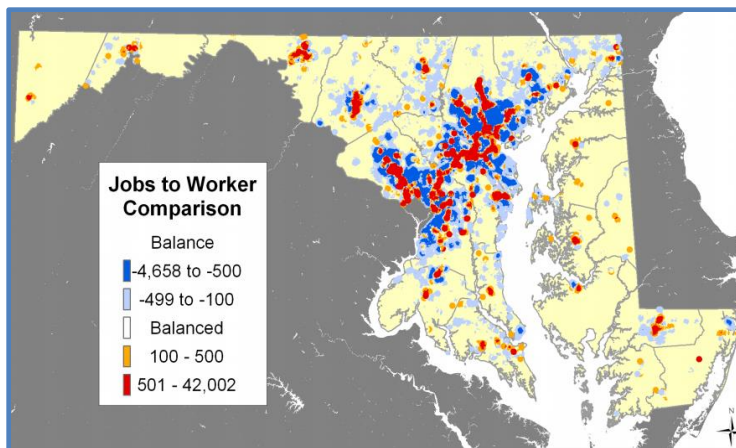 Jobs to Worker
Comparison
Balance
-4,658 to -500
-499 to -100
Balanced
100 - 500
501 - 42,002
N